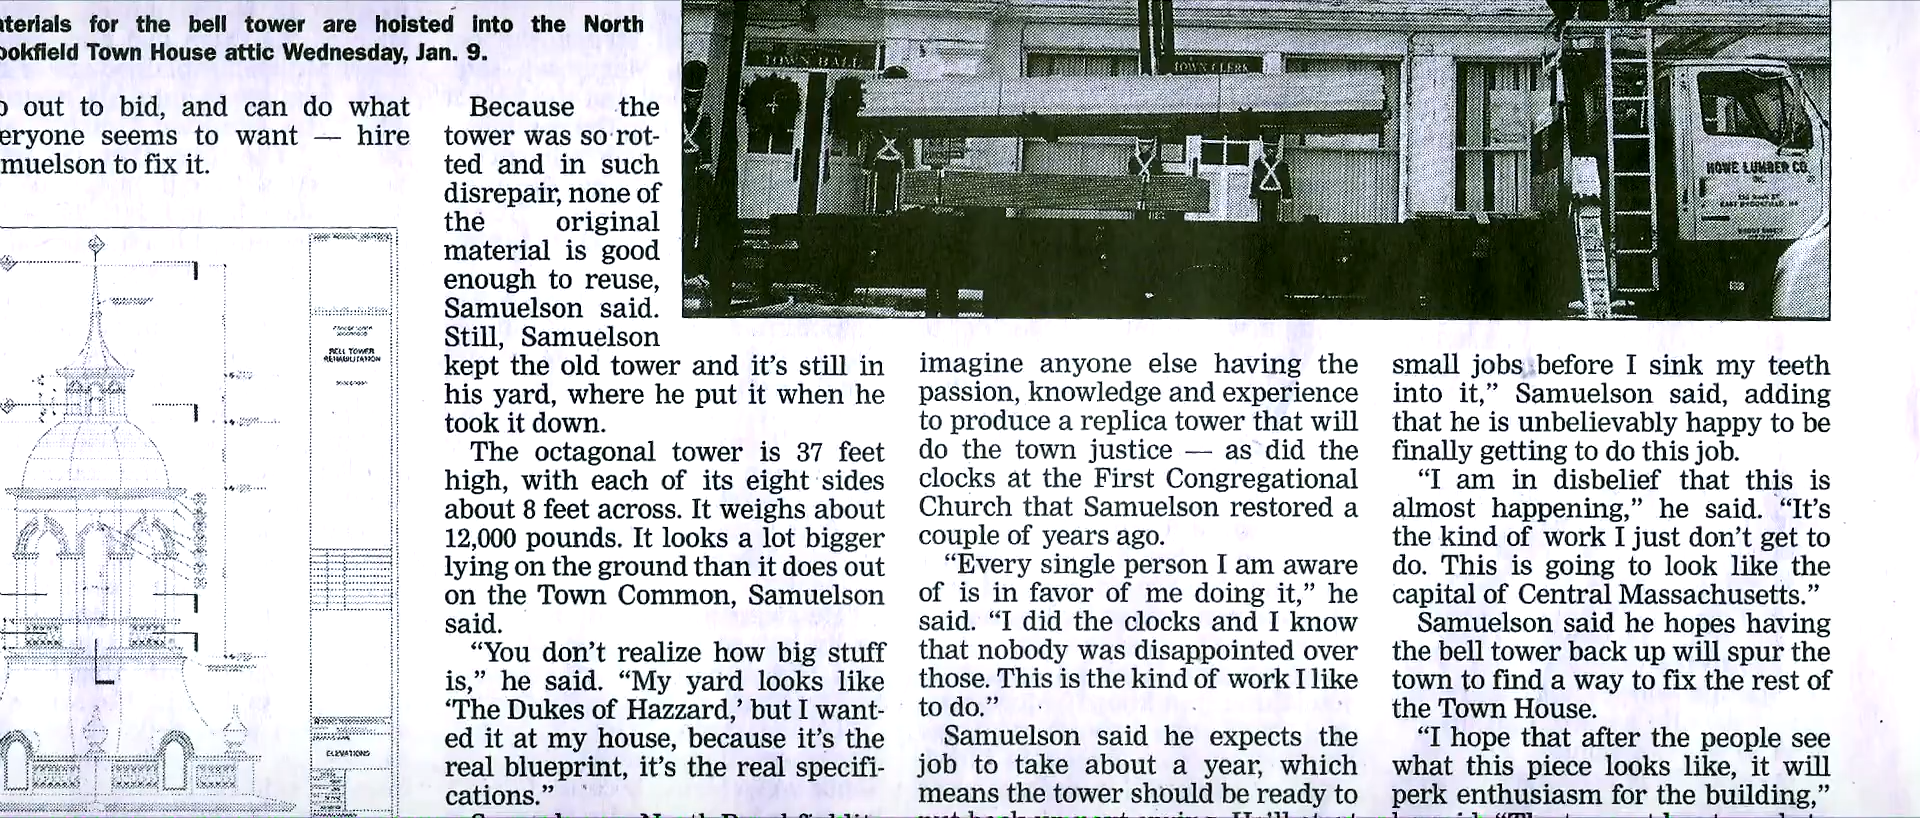 terials for the bell tower are hoisted into the North
ookfield Town House attic Wednesday, Jan. 9.
out to bid, and can do what
eryone seems to want — hire
muelson to fix it.
BELL TOWER
REHABILITATION
ELEVATIONS
Because the
tower was so rot-
ted and in such
disrepair, none of
the original
material is good
enough to reuse,
Samuelson said.
Still, Samuelson
kept the old tower and it's still in
his yard, where he put it when he
took it down.
The octagonal tower is 37 feet
high, with each of its eight sides
about 8 feet across. It weighs about
12,000 pounds. It looks a lot bigger
lying on the ground than it does out
on the Town Common, Samuelson
said.
“You don't realize how big stuff
is,” he said. “My yard looks like
‘The Dukes of Hazzard,’ but I want-
ed it at my house, because it's the
real blueprint, it's the real specifi-
cations.”
TOWN HALL
TOWN CLERK
HOWE LUMBER CO.
INC.
EAST BROOKFIELD, MA
imagine anyone else having the
passion, knowledge and experience
to produce a replica tower that will
do the town justice — as did the
clocks at the First Congregational
Church that Samuelson restored a
couple of years ago.
“Every single person I am aware
of is in favor of me doing it,” he
said. “I did the clocks and I know
that nobody was disappointed over
those. This is the kind of work I like
to do.”
Samuelson said he expects the
job to take about a year, which
means the tower should be ready to
small jobs before I sink my teeth
into it,” Samuelson said, adding
that he is unbelievably happy to be
finally getting to do this job.
“I am in disbelief that this is
almost happening,” he said. “It's
the kind of work I just don't get to
do. This is going to look like the
capital of Central Massachusetts.”
Samuelson said he hopes having
the bell tower back up will spur the
town to find a way to fix the rest of
the Town House.
“I hope that after the people see
what this piece looks like, it will
perk enthusiasm for the building,”